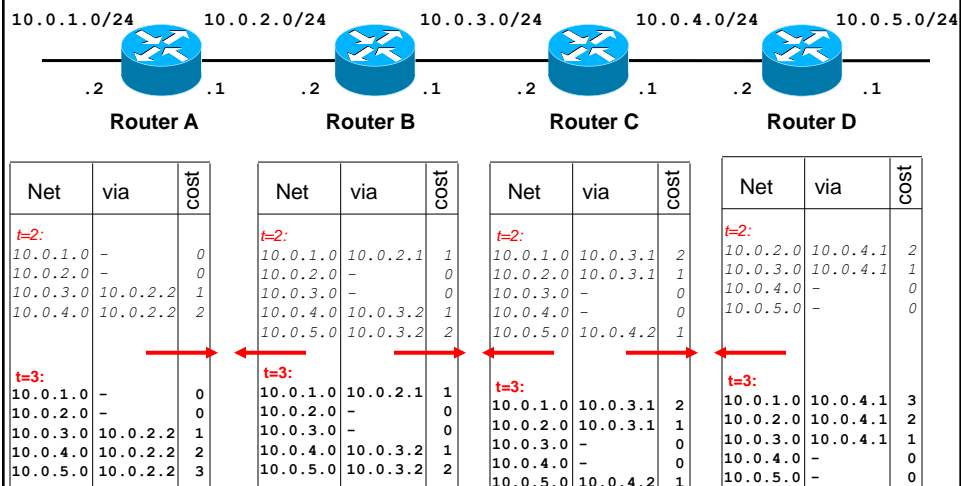 10.0.1.0/24 10.0.2.0/24 10.0.3.0/24 10.0.4.0/24 10.0.5.0/24
.2 .1 .2 .1 .2 .1 .2 .1
Router A Router B Router C Router D
Net via cost
t=2:
10.0.1.0 – 0
10.0.2.0 – 0
10.0.3.0 10.0.2.2 1
10.0.4.0 10.0.2.2 2
t=3:
10.0.1.0 – 0
10.0.2.0 – 0
10.0.3.0 10.0.2.2 1
10.0.4.0 10.0.2.2 2
10.0.5.0 10.0.2.2 3
Net via cost
t=2:
10.0.1.0 10.0.2.1 1
10.0.2.0 – 0
10.0.3.0 – 0
10.0.4.0 10.0.3.2 1
10.0.5.0 10.0.3.2 2
t=3:
10.0.1.0 10.0.2.1 1
10.0.2.0 – 0
10.0.3.0 – 0
10.0.4.0 10.0.3.2 1
10.0.5.0 10.0.3.2 2
Net via cost
t=2:
10.0.1.0 10.0.3.1 2
10.0.2.0 10.0.3.1 1
10.0.3.0 – 0
10.0.4.0 – 0
10.0.5.0 10.0.4.2 1
t=3:
10.0.1.0 10.0.3.1 2
10.0.2.0 10.0.3.1 1
10.0.3.0 – 0
10.0.4.0 – 0
10.0.5.0 10.0.4.2 1
Net via cost
t=2:
10.0.2.0 10.0.4.1 2
10.0.3.0 10.0.4.1 1
10.0.4.0 – 0
10.0.5.0 – 0
t=3:
10.0.1.0 10.0.4.1 3
10.0.2.0 10.0.4.1 2
10.0.3.0 10.0.4.1 1
10.0.4.0 – 0
10.0.5.0 – 0